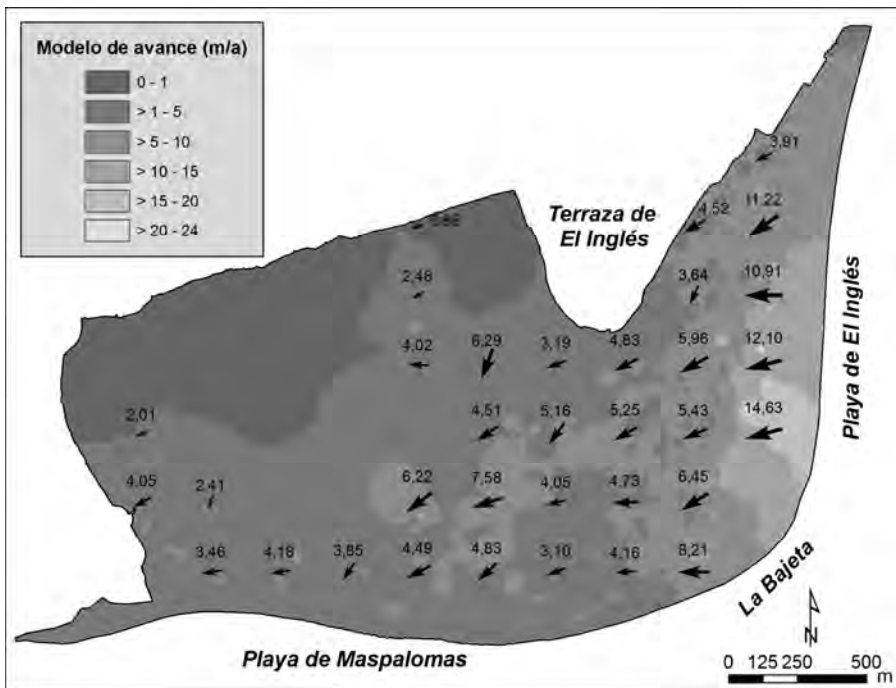 Modelo de avance (m/a)
0 - 1
> 1 - 5
> 5 - 10
> 10 - 15
> 15 - 20
> 20 - 24
3,91
4,52 11,22
Terraza de
El Inglés
2,48 3,64 10,91
4,02 6,29 3,19 4,83 5,96 12,10
2,01 4,51 5,16 5,25 5,43 14,63
4,05 2,41 6,22 7,58 4,05 4,73 6,45
3,46 4,18 3,85 4,49 4,83 3,10 4,16 8,21
Playa de El Inglés
La Bajeta
Playa de Maspalomas
N
0 125 250 500
m